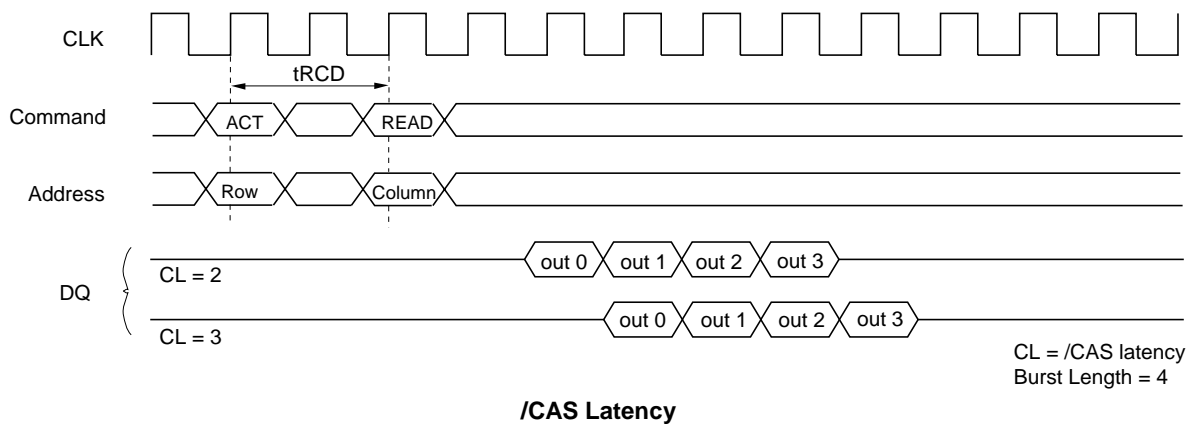 CLK
tRCD
Command ACT READ
Address Row Column
DQ
CL = 2 out 0 out 1 out 2 out 3
CL = 3 out 0 out 1 out 2 out 3
CL = /CAS latency
Burst Length = 4
/CAS Latency